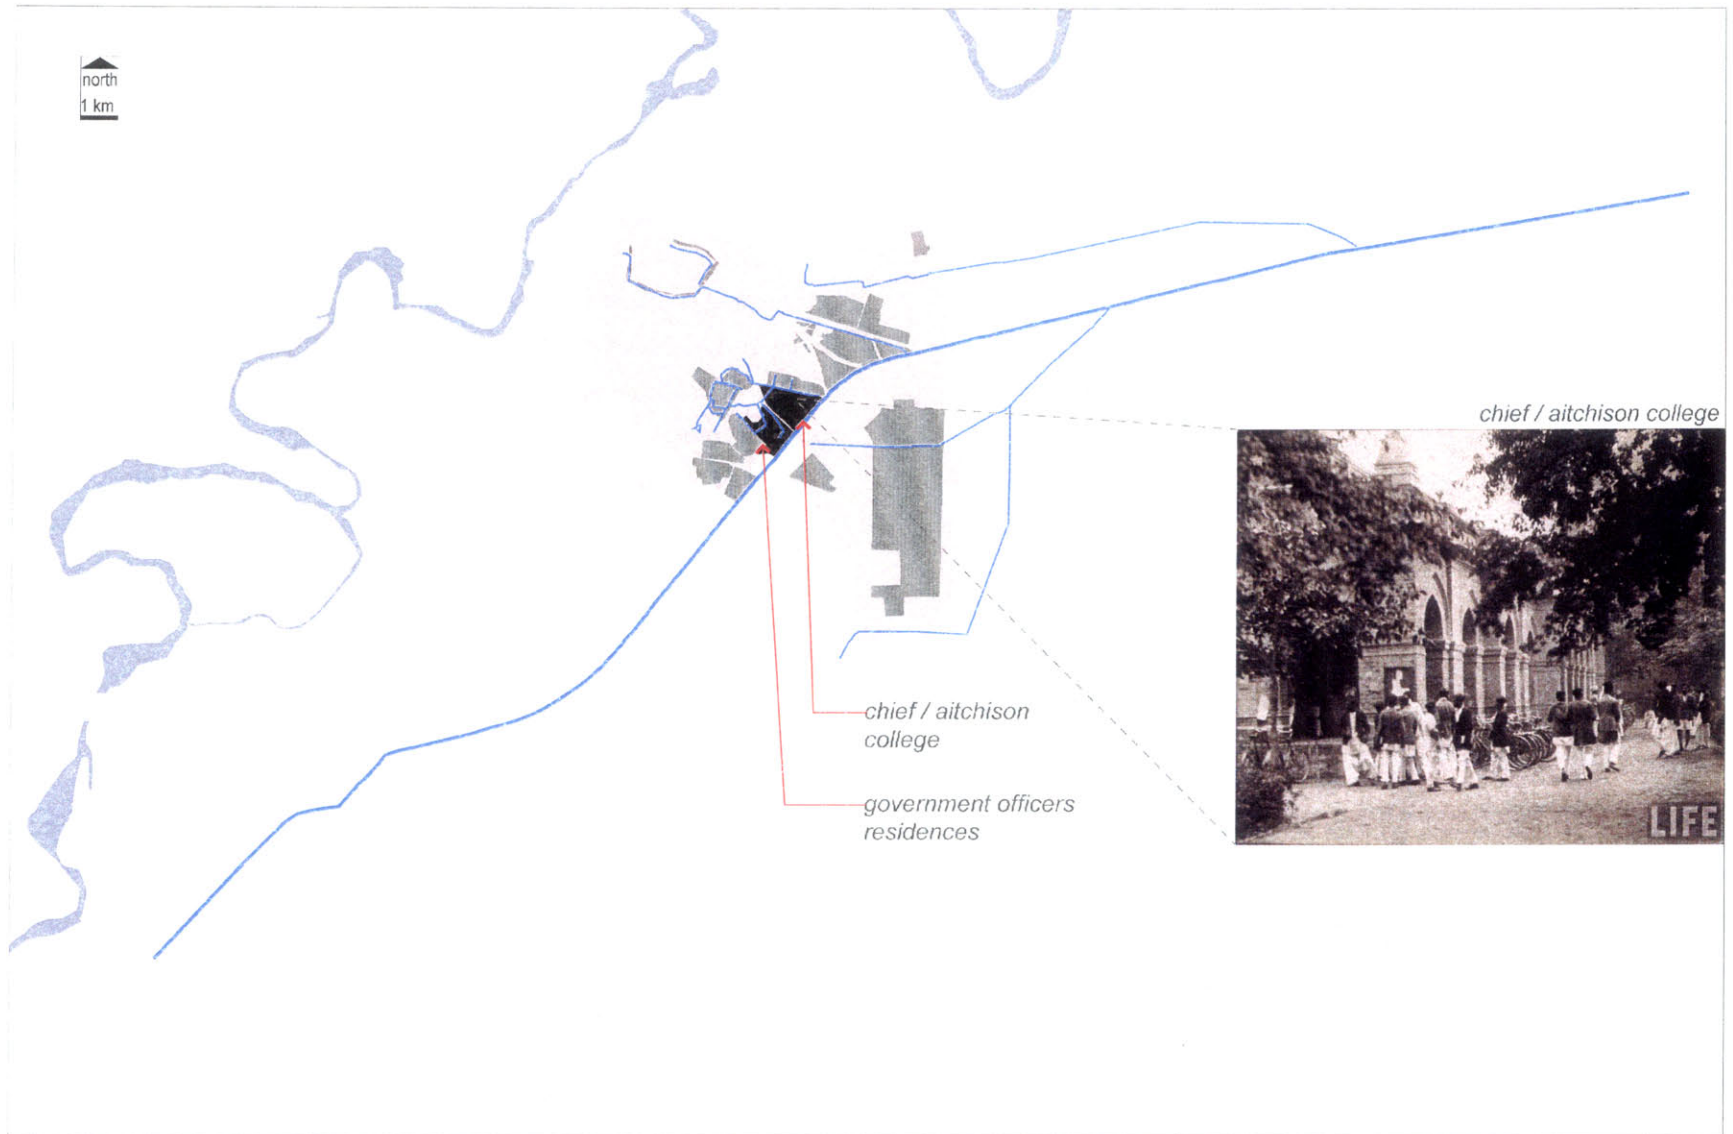 north
1 km
chief / aitchison college
LIFE
chief / aitchison
college
government officers
residences